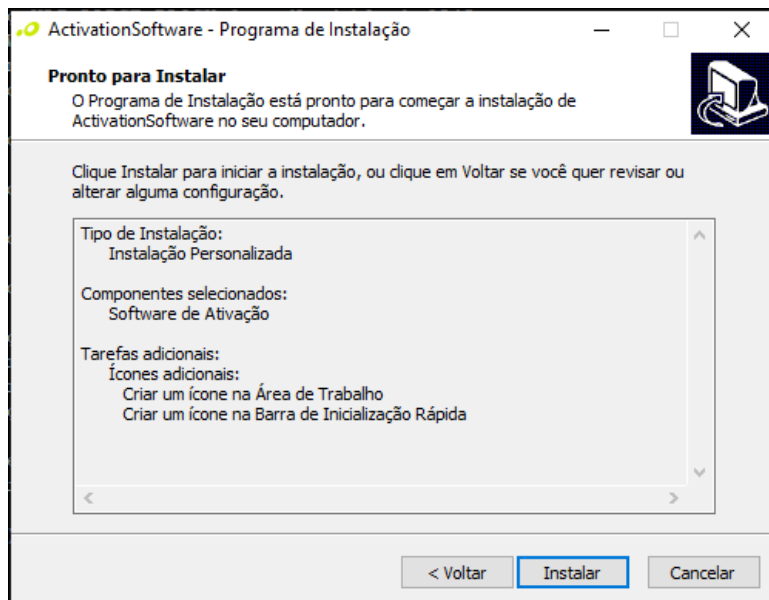 ActivationSoftware - Programa de Instalação
Pronto para Instalar
O Programa de Instalação está pronto para começar a instalação de
ActivationSoftware no seu computador.
Clique Instalar para iniciar a instalação, ou clique em Voltar se você quer revisar ou
alterar alguma configuração.
Tipo de Instalação:
Instalação Personalizada
Componentes selecionados:
Software de Ativação
Tarefas adicionais:
Ícones adicionais:
Criar um ícone na Área de Trabalho
Criar um ícone na Barra de Inicialização Rápida
< Voltar
Instalar
Cancelar